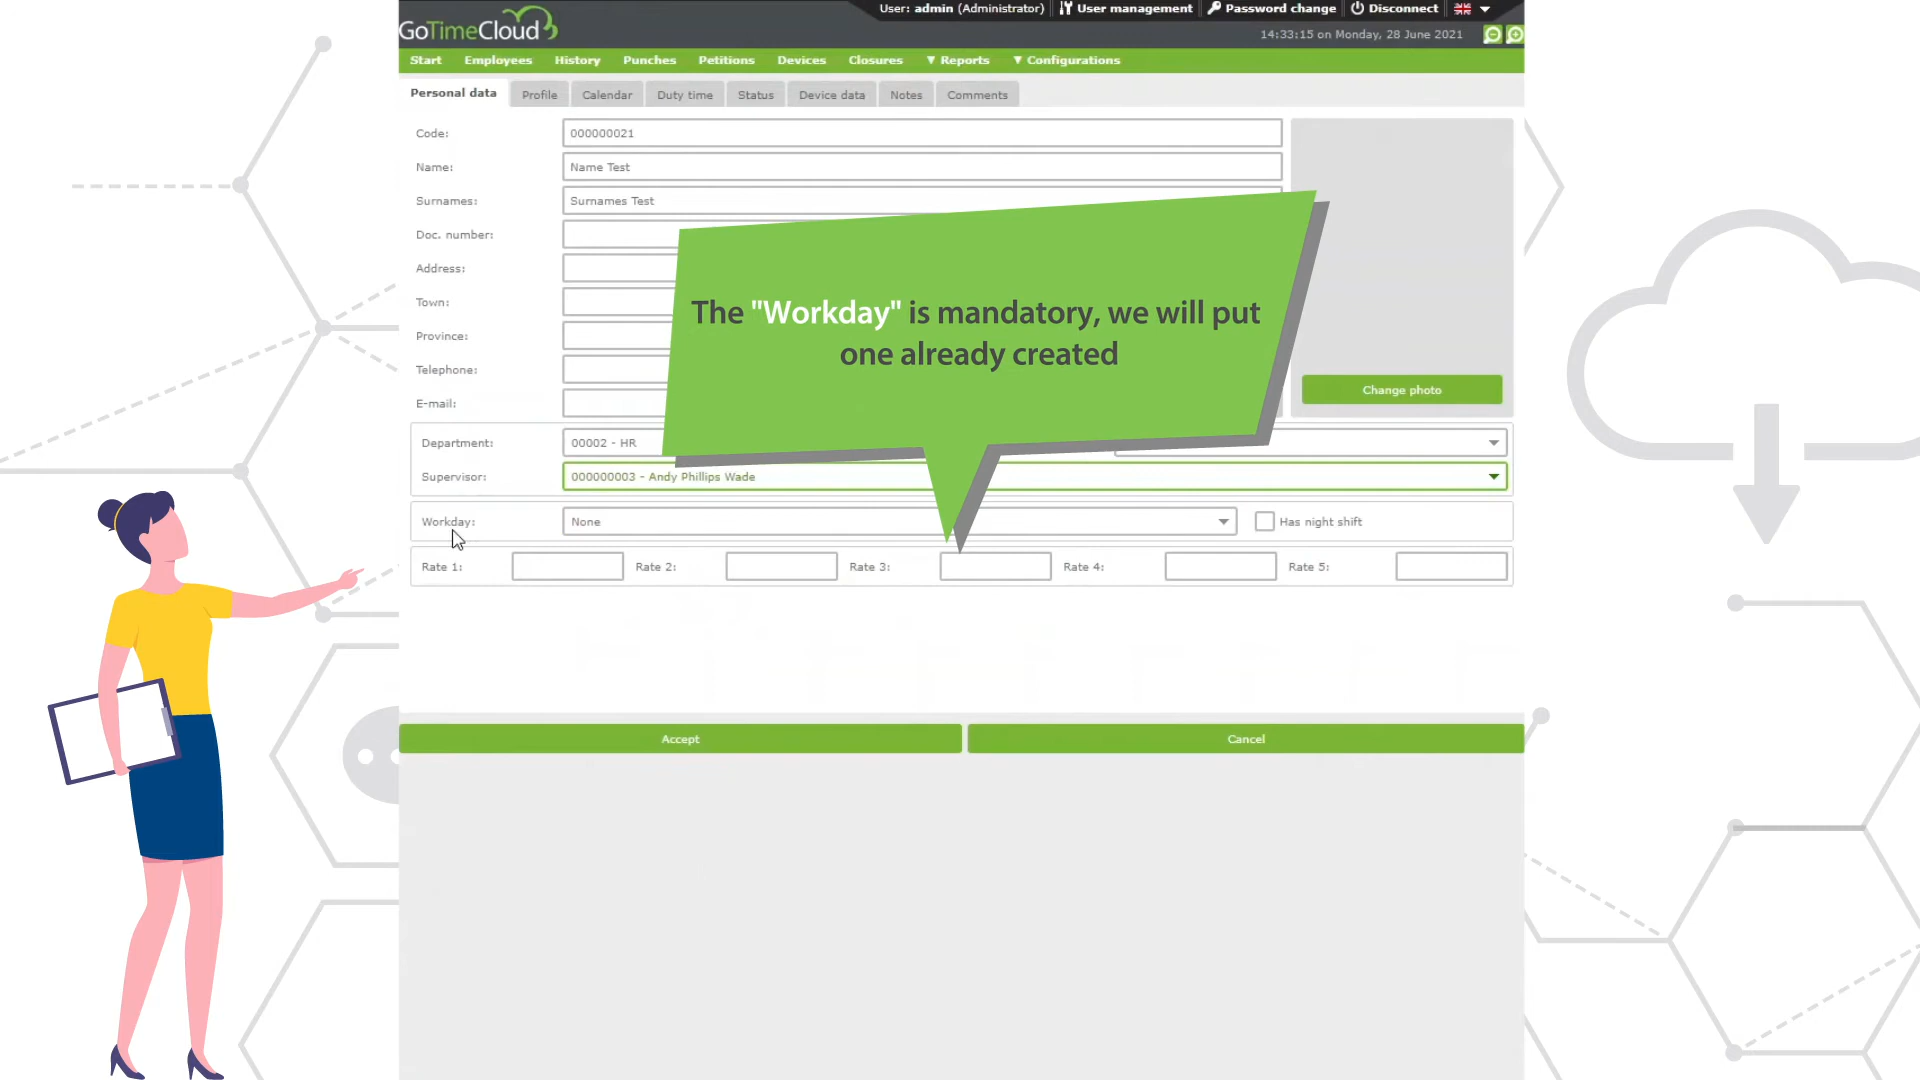 GoTimeCloud
User: admin (Administrator) User management Password change Disconnect
14:33:15 on Monday, 28 June 2021
Start Employees History Punches Petitions Devices Closures ▼ Reports ▼ Configurations
Personal data Profile Calendar Duty time Status Device data Notes Comments
Code: 000000021
Name: Name Test
Surnames: Surnames Test
Doc. number:
Address:
Town:
Province:
Telephone:
E-mail:
The "Workday" is mandatory, we will put
one already created
Change photo
Department: 00002 - HR
Supervisor: 000000003 - Andy Phillips Wade
Workday: None Has night shift
Rate 1: Rate 2: Rate 3: Rate 4: Rate 5:
Accept Cancel